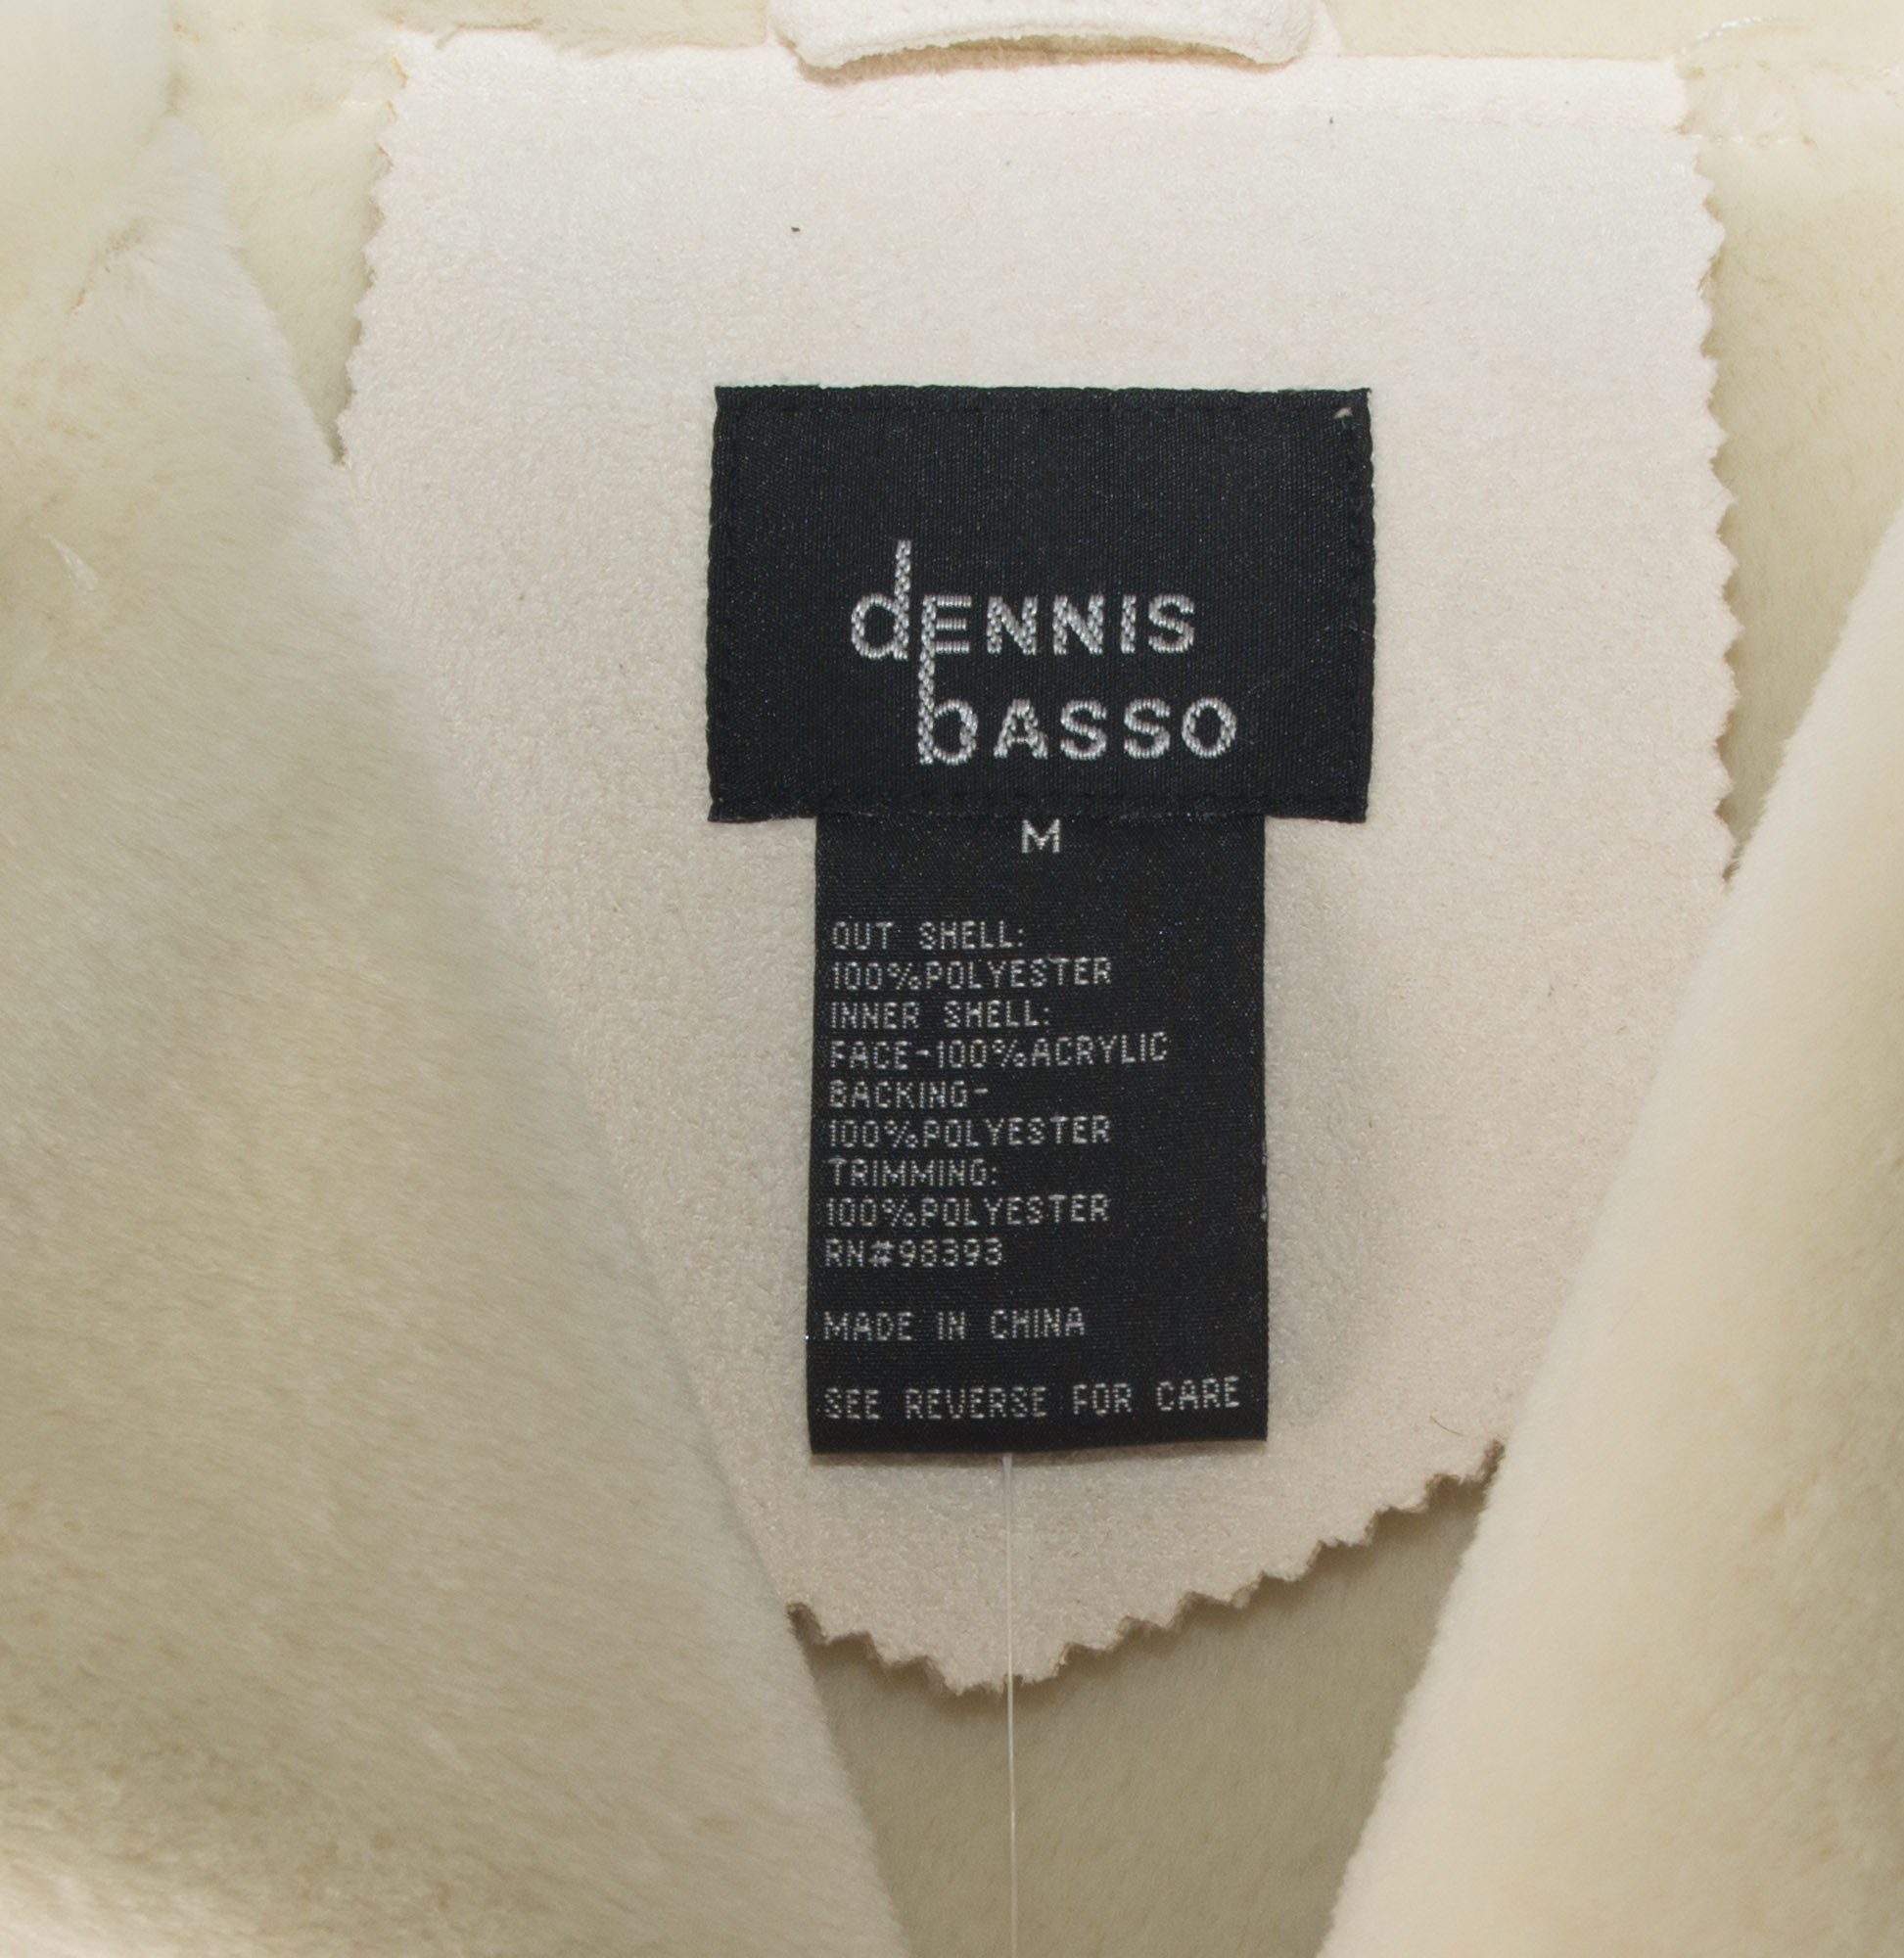 dENNIS
bASSO
M
OUT SHELL:
100%POLYESTER
INNER SHELL:
FACE-100%ACRYLIC
BACKING-
100%POLYESTER
TRIMMING:
100%POLYESTER
RN#98393
MADE IN CHINA
SEE REVERSE FOR CARE